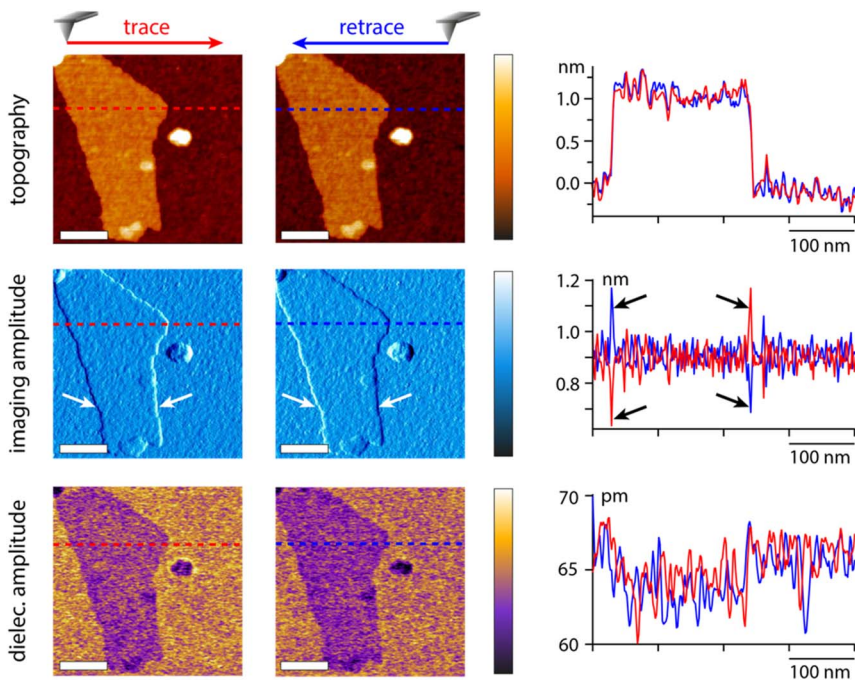 trace
retrace
topography
nm
1.0
0.5
0.0
100 nm
imaging amplitude
nm
1.2
1.0
0.8
100 nm
dielec. amplitude
pm
70
65
60
100 nm